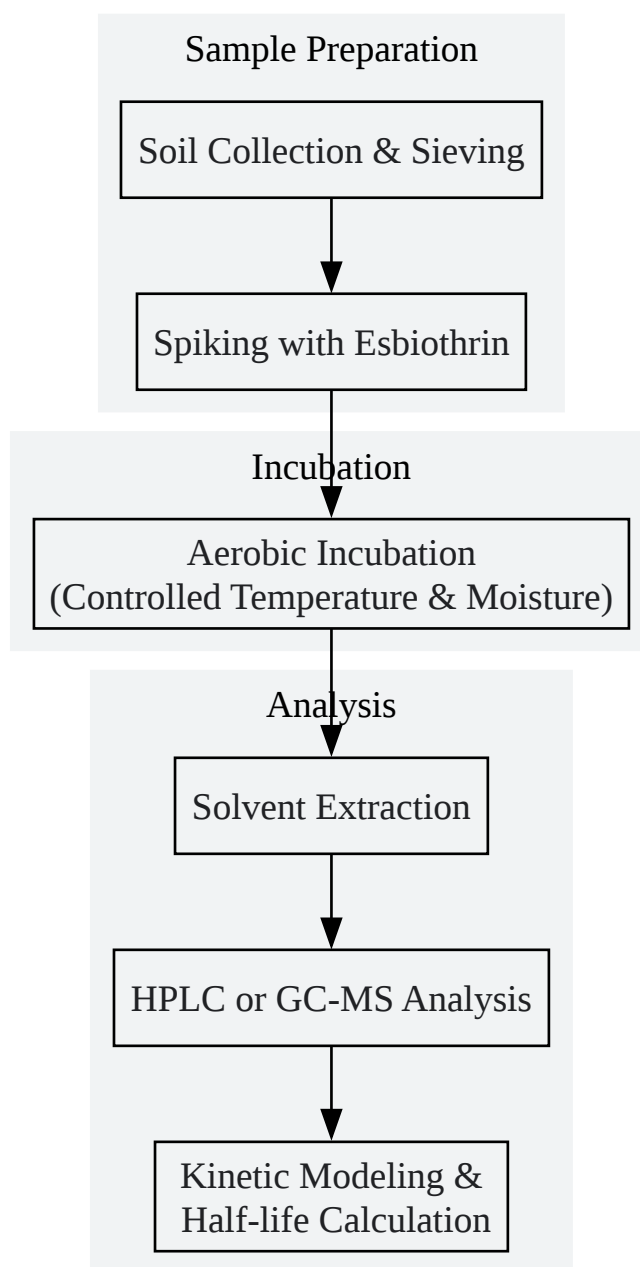 Sample Preparation
Soil Collection & Sieving
Spiking with Esbiothrin
Incubation
Aerobic Incubation
(Controlled Temperature & Moisture)
Analysis
Solvent Extraction
HPLC or GC-MS Analysis
Kinetic Modeling &
Half-life Calculation